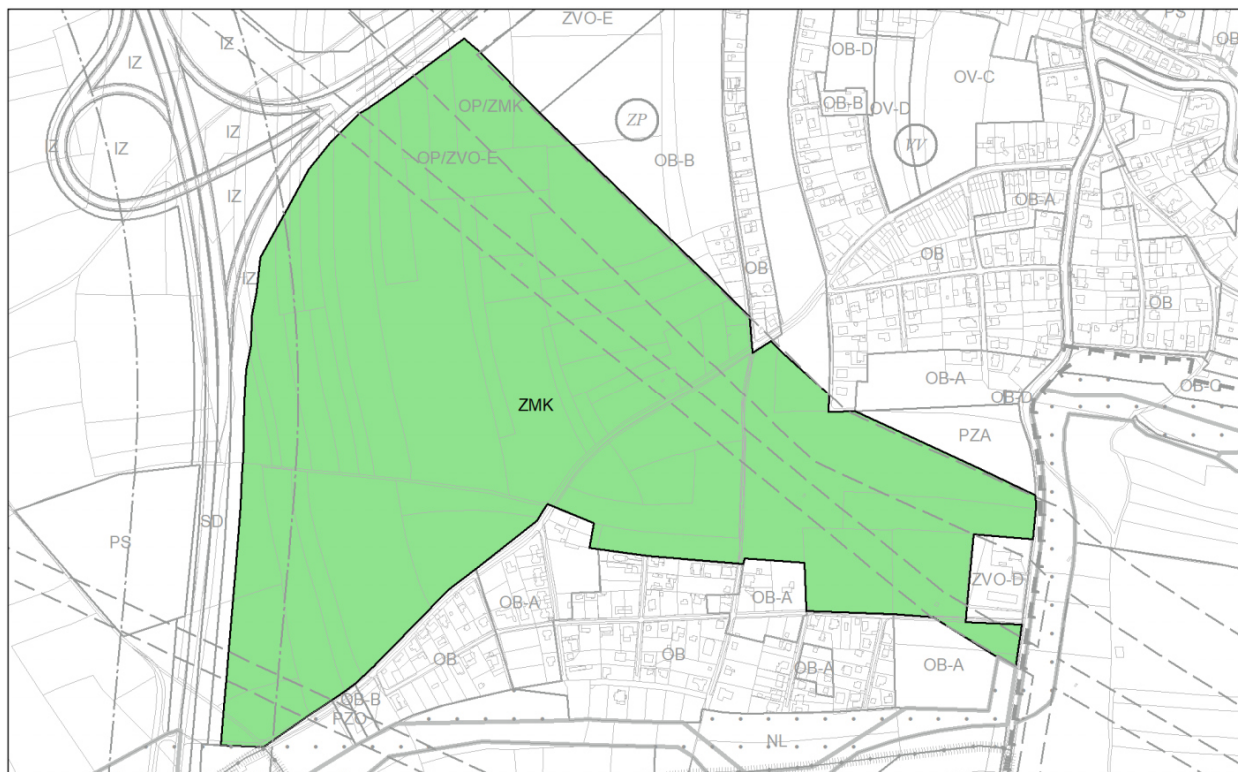 ZVO-E
PS
IZ
OB-D
OB
IZ
OV-C
OP/ZMK
OB-B
OV-D
ZP
IZ
VV
IZ
Z
OP/ZVO-E
OB-B
IZ
OB-A
OB
OB
IZ
OB
OB-A
OB-C
OB-D
ZMK
PZA
SD
PS
ZVO-D
OB-A
OB-A
OB
OB
OB-A
OB-A
OB-B
PZO
NL